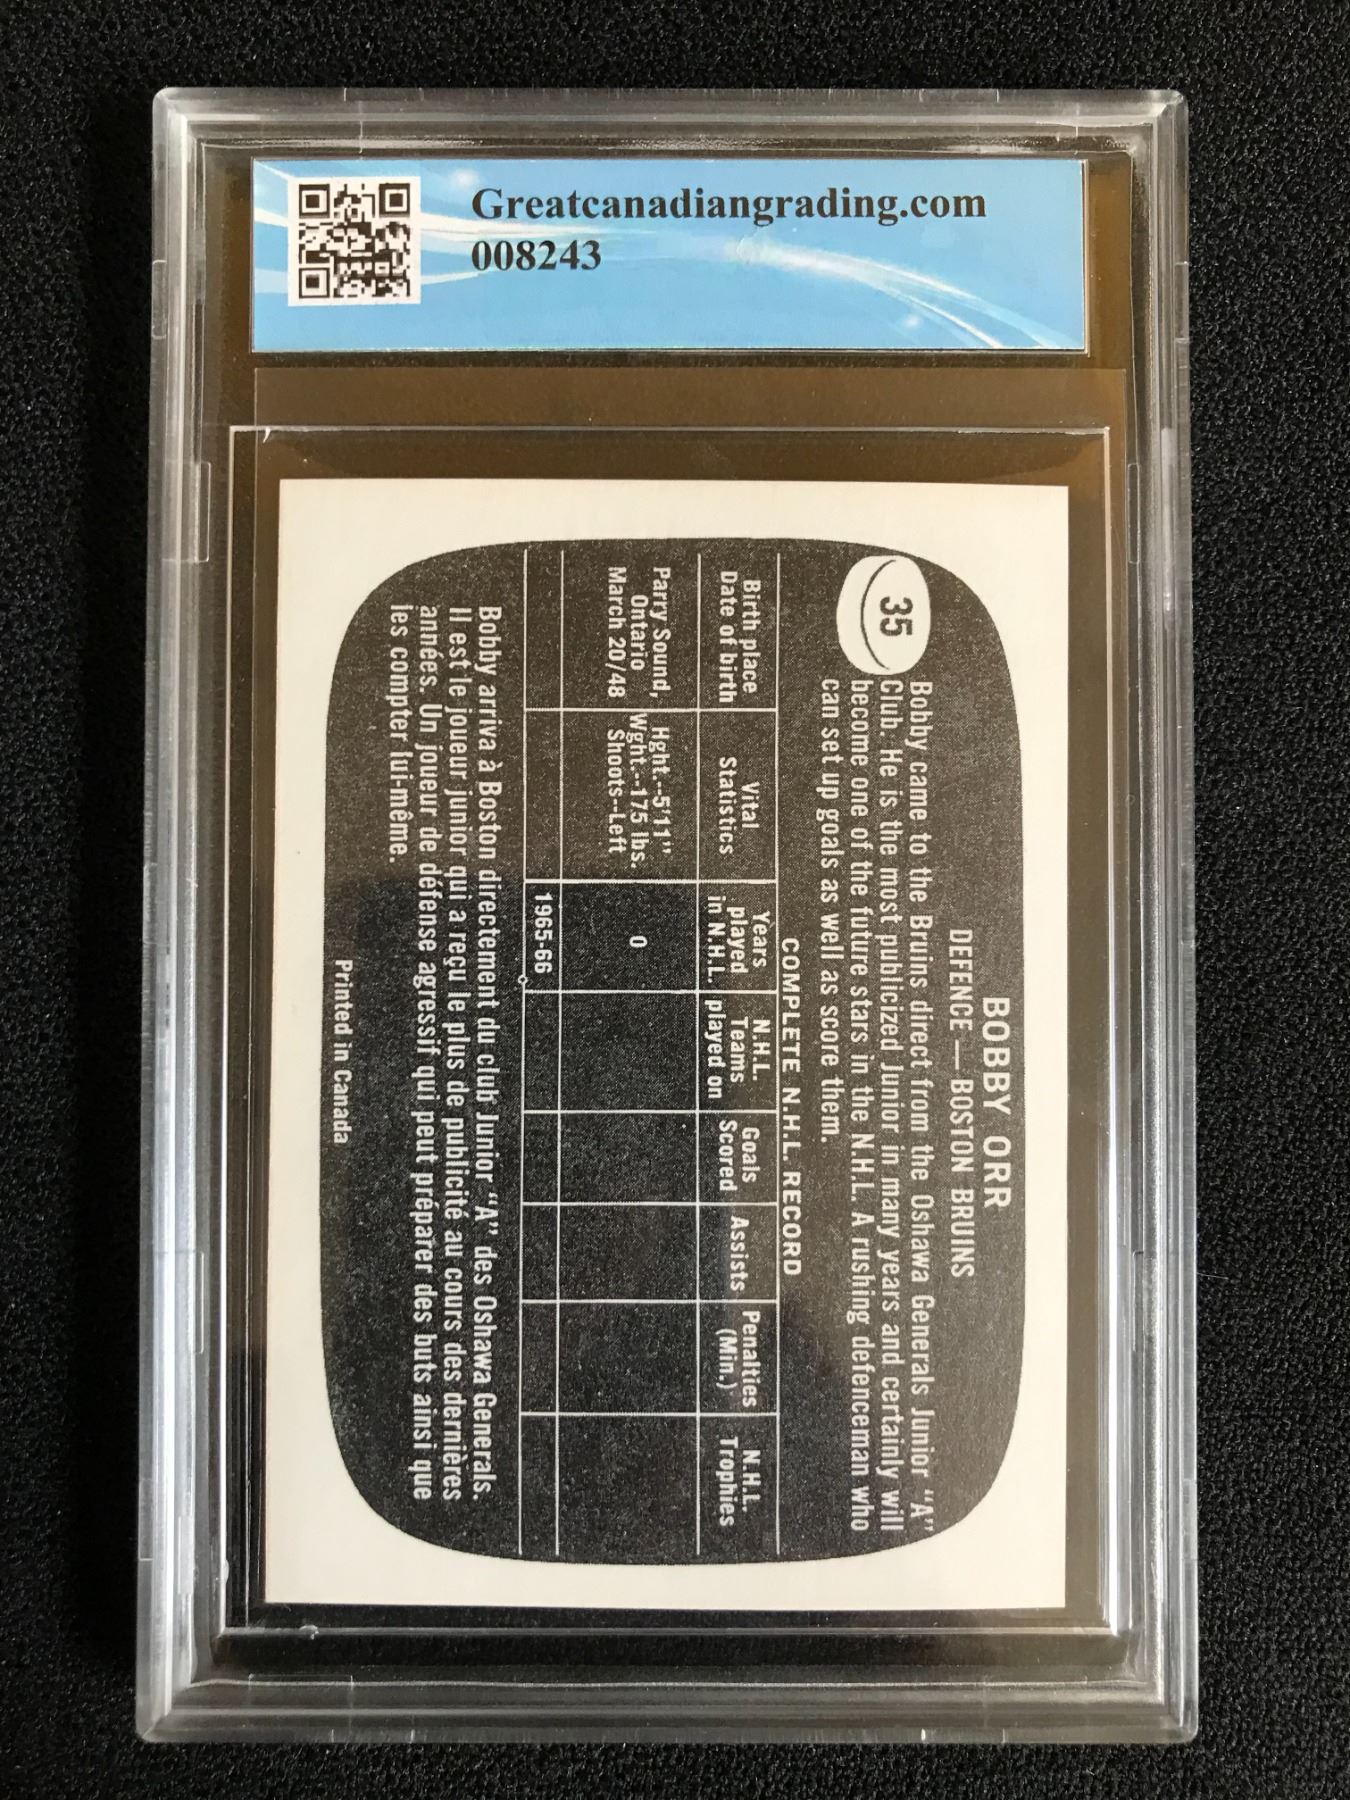 Greatcanadiangrading.com
008243
35
BOBBY ORR
DEFENCE—BOSTON BRUINS
Bobby came to the Bruins direct from the Oshawa Generals Junior "A"
Club. He is the most publicized Junior in many years and certainly will
become one of the future stars in the N.H.L. A rushing defenceman who
can set up goals as well as score them.
COMPLETE N.H.L. RECORD
Birth place
Date of birth
Vital
Statistics
Years
played
in N.H.L.
N.H.L.
Teams
played on
Goals
Scored
Assists
Penalties
(Min.)
N.H.L.
Trophies
Parry Sound,
Ontario
March 20/48
Hght.--5'11"
Wght.--175 lbs.
Shoots--Left
0
1965-66
Bobby arriva à Boston directement du club Junior "A" des Oshawa Generals.
Il est le joueur junior qui a reçu le plus de publicité au cours des dernières
années. Un joueur de défense agressif qui peut préparer des buts ainsi que
les compter lui-même.
Printed in Canada